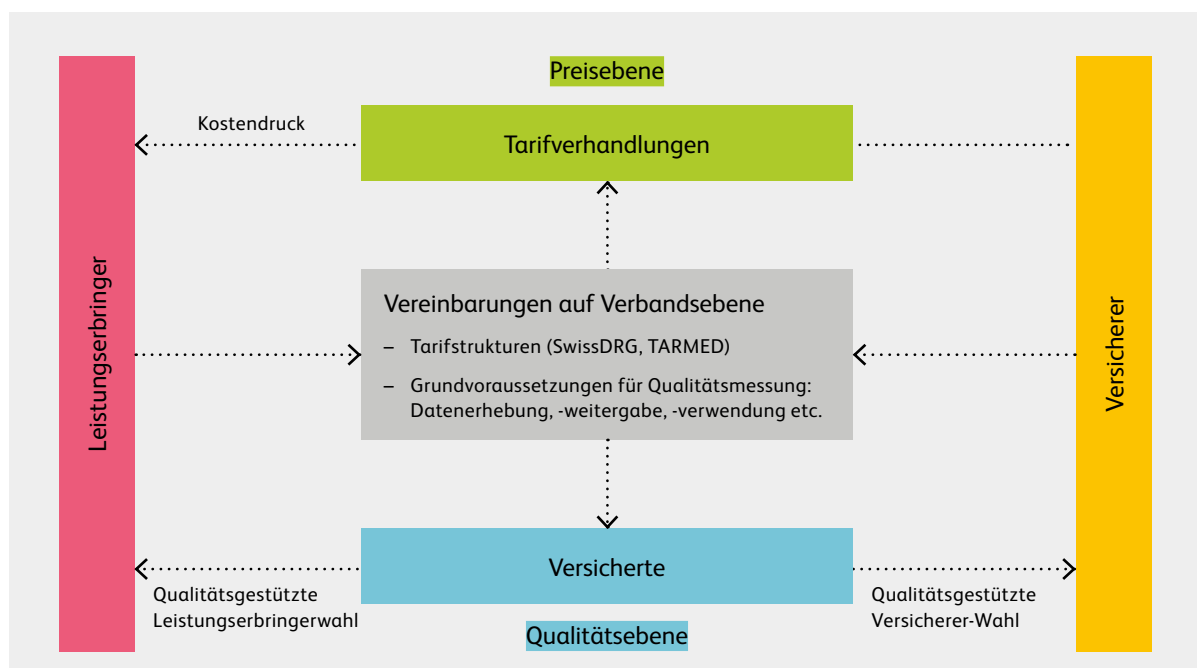 Preisebene
Kostendruck
Tarifverhandlungen
Leistungserbringer
Vereinbarungen auf Verbandsebene
– Tarifstrukturen (SwissDRG, TARMED)
– Grundvoraussetzungen für Qualitätsmessung:
Datenerhebung, -weitergabe, -verwendung etc.
Versicherer
Versicherte
Qualitätsgestützte
Leistungserbringerwahl
Qualitätsgestützte
Versicherer-Wahl
Qualitätsebene